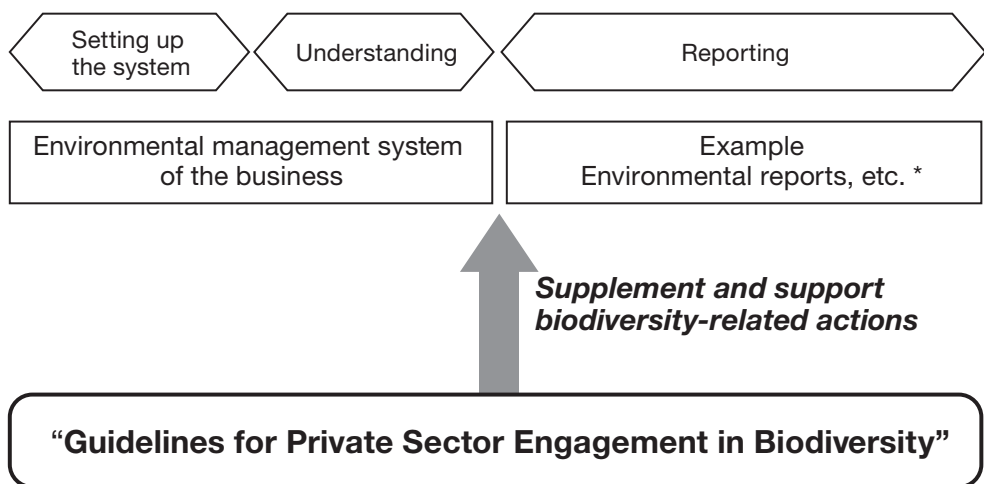 Setting up
the system
Understanding
Reporting
Environmental management system
of the business
Example
Environmental reports, etc. *
Supplement and support
biodiversity-related actions
“Guidelines for Private Sector Engagement in Biodiversity”